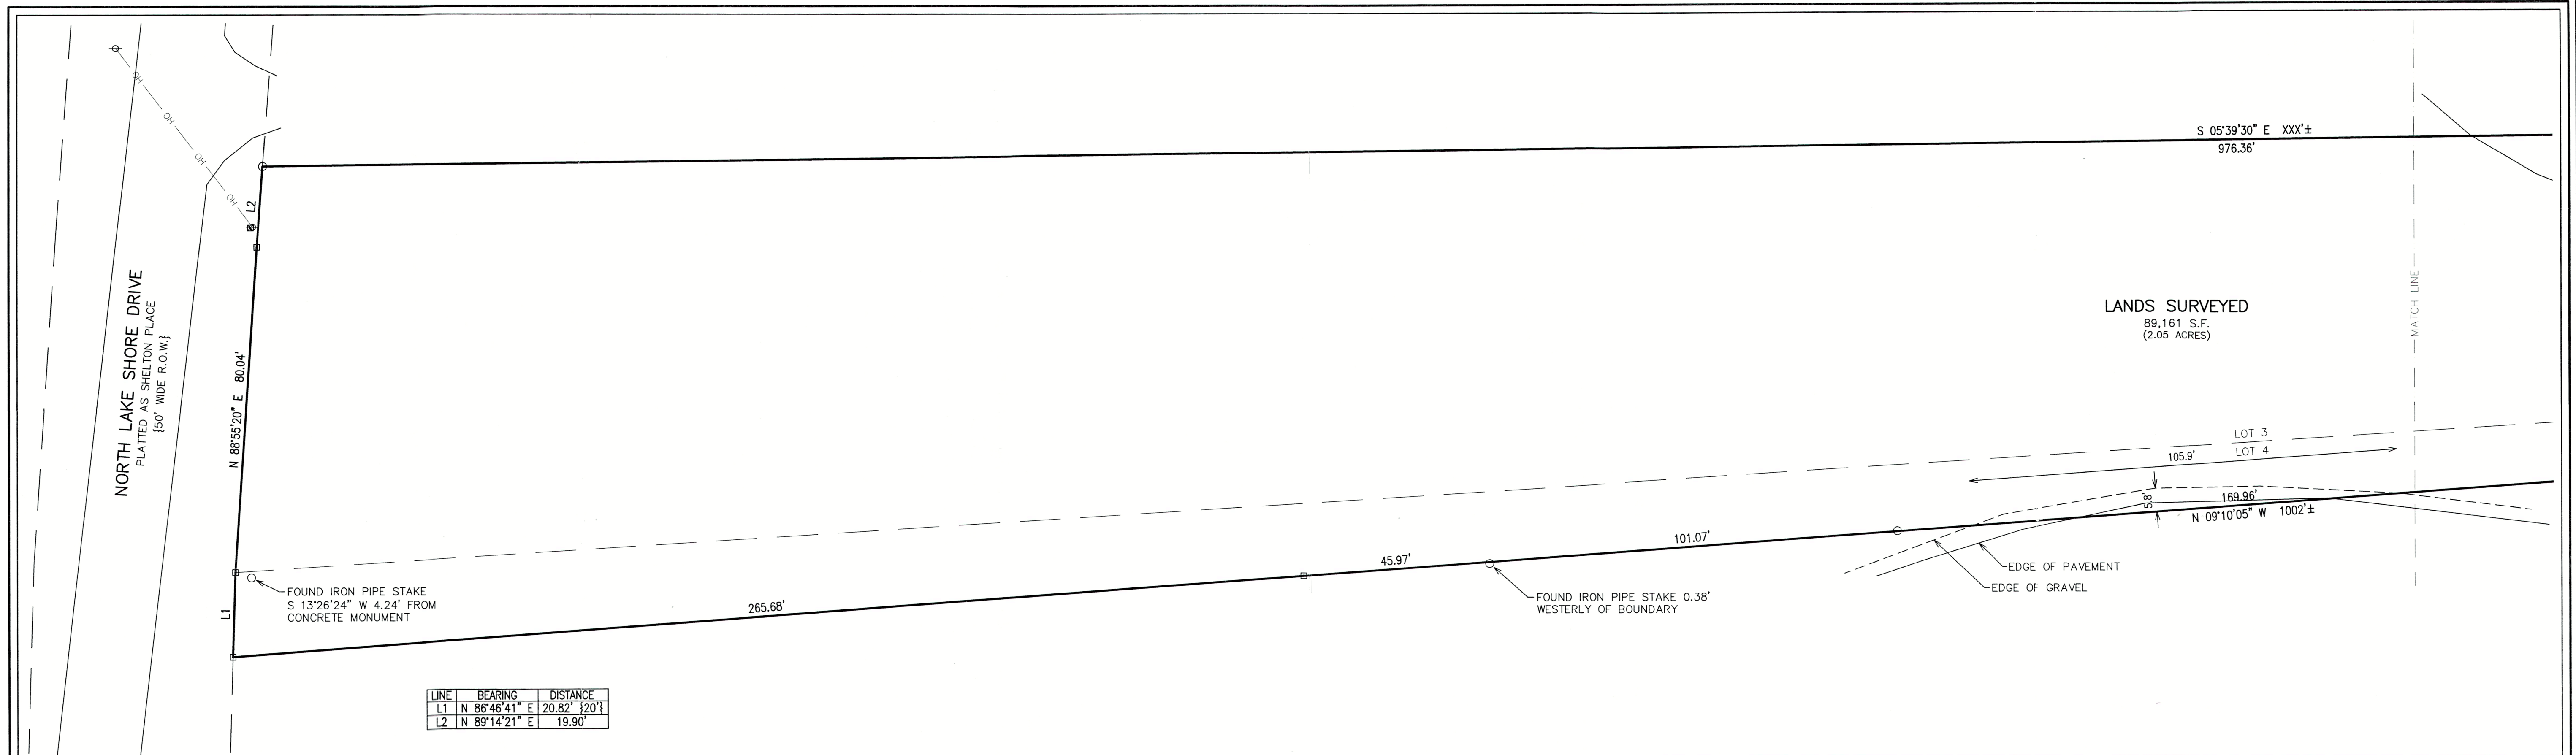 OH
OH
OH
OH
S 05°39'30" E XXX'±
976.36'
L2
NORTH LAKE SHORE DRIVE
PLATTED AS SHELTON PLACE
{50' WIDE R.O.W.}
N 88°55'20" E 80.04'
LANDS SURVEYED
89,161 S.F.
(2.05 ACRES)
MATCH LINE
LOT 3
LOT 4
105.9'
5.8'
169.96'
N 09°10'05" W 1002'±
101.07'
45.97'
265.68'
EDGE OF PAVEMENT
EDGE OF GRAVEL
FOUND IRON PIPE STAKE
S 13°26'24" W 4.24' FROM
CONCRETE MONUMENT
FOUND IRON PIPE STAKE 0.38'
WESTERLY OF BOUNDARY
L1
LINE BEARING DISTANCE
L1 N 86°46'41" E 20.82' {20'}
L2 N 89°14'21" E 19.90'